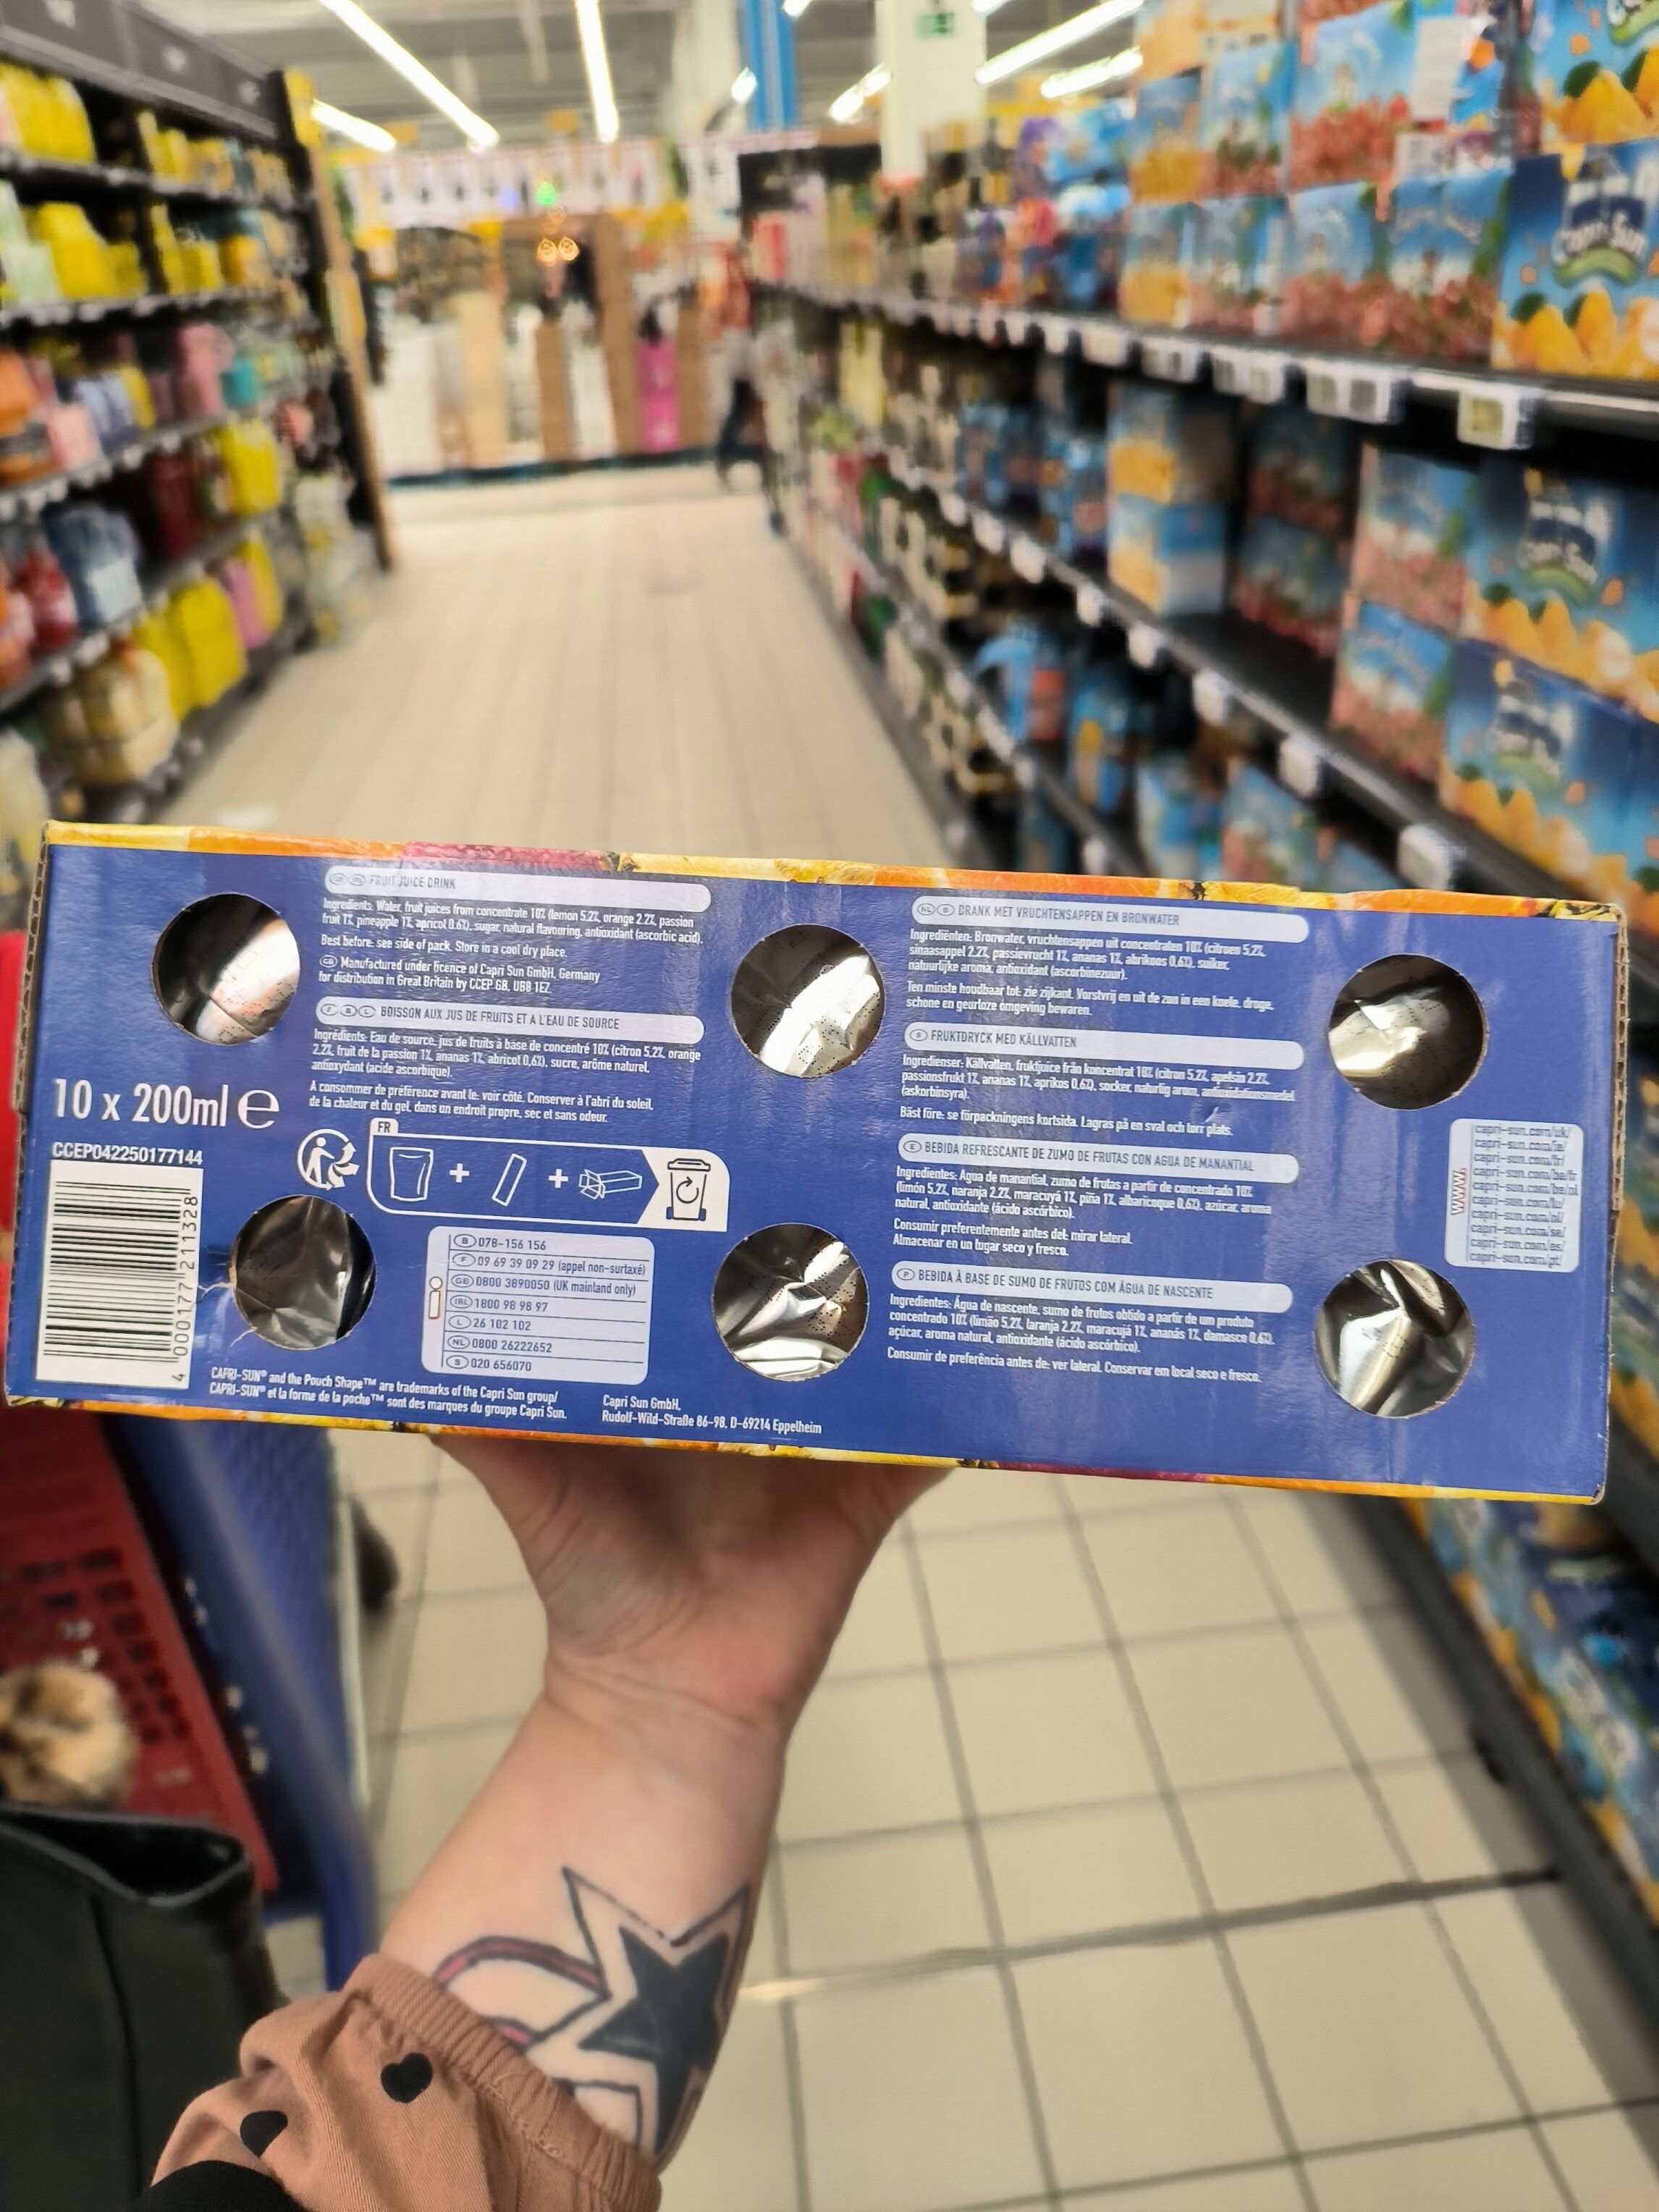 Capri-Sun
GB IRL FRUIT JUICE DRINK
Ingredients: Water, fruit juices from concentrate 10% (lemon 5.2%, orange 2.2%, passion
fruit 1%, pineapple 1%, apricot 0.6%), sugar, natural flavouring, antioxidant (ascorbic acid).
Best before: see side of pack. Store in a cool dry place.
GB Manufactured under licence of Capri Sun GmbH, Germany
for distribution in Great Britain by CCEP GB, UB8 1EZ.
F B L BOISSON AUX JUS DE FRUITS ET A L'EAU DE SOURCE
Ingrédients: Eau de source, jus de fruits à base de concentré 10% (citron 5.2%, orange
2,2%, fruit de la passion 1%, ananas 1%, abricot 0,6%), sucre, arôme naturel,
antioxydant (acide ascorbique).
A consommer de préférence avant le: voir côté. Conserver à l'abri du soleil,
de la chaleur et du gel, dans un endroit propre, sec et sans odeur.
10 x 200ml e
CCEP042250177144
4 000177 211328
FR
+ +
i
B 078-156 156
F 09 69 39 09 29 (appel non-surtaxé)
GB 0800 3890050 (UK mainland only)
IRL 1800 98 98 97
L 26 102 102
NL 0800 26222652
S 020 656070
CAPRI-SUN® and the Pouch Shape™ are trademarks of the Capri Sun group/
CAPRI-SUN® et la forme de la poche™ sont des marques du groupe Capri Sun.
Capri Sun GmbH,
Rudolf-Wild-Straße 86-98, D-69214 Eppelheim
NL B DRANK MET VRUCHTENSAPPEN EN BRONWATER
Ingrediënten: Bronwater, vruchtensappen uit concentraten 10% (citroen 5,2%,
sinaasappel 2,2%, passievrucht 1%, ananas 1%, abrikoos 0,6%), suiker,
natuurlijke aroma, antioxidant (ascorbinezuur).
Ten minste houdbaar tot: zie zijkant. Vorstvrij en uit de zon in een koele, droge,
schone en geurloze omgeving bewaren.
S FRUKTDRYCK MED KÄLLVATTEN
Ingredienser: Källvatten, fruktjuice från koncentrat 10% (citron 5,2%, apelsin 2,2%,
passionsfrukt 1%, ananas 1%, aprikos 0,6%), socker, naturlig arom, antioxidationsmedel
(askorbinsyra).
Bäst före: se förpackningens kortsida. Lagras på en sval och torr plats.
E BEBIDA REFRESCANTE DE ZUMO DE FRUTAS CON AGUA DE MANANTIAL
Ingredientes: Agua de manantial, zumo de frutas a partir de concentrado 10%
(limón 5,2%, naranja 2,2%, maracuyá 1%, piña 1%, albaricoque 0,6%), azúcar, aroma
natural, antioxidante (ácido ascórbico).
Consumir preferentemente antes del: mirar lateral.
Almacenar en un lugar seco y fresco.
P BEBIDA À BASE DE SUMO DE FRUTOS COM ÁGUA DE NASCENTE
Ingredientes: Água de nascente, sumo de frutos obtido a partir de um produto
concentrado 10% (limão 5,2%, laranja 2,2%, maracujá 1%, ananás 1%, damasco 0,6%),
açúcar, aroma natural, antioxidante (ácido ascórbico).
Consumir de preferência antes de: ver lateral. Conservar em local seco e fresco.
www.
capri-sun.com/uk/
capri-sun.com/ie/
capri-sun.com/fr/
capri-sun.com/be/fr
capri-sun.com/be/nl
capri-sun.com/lu/
capri-sun.com/nl/
capri-sun.com/se/
capri-sun.com/es/
capri-sun.com/pt/